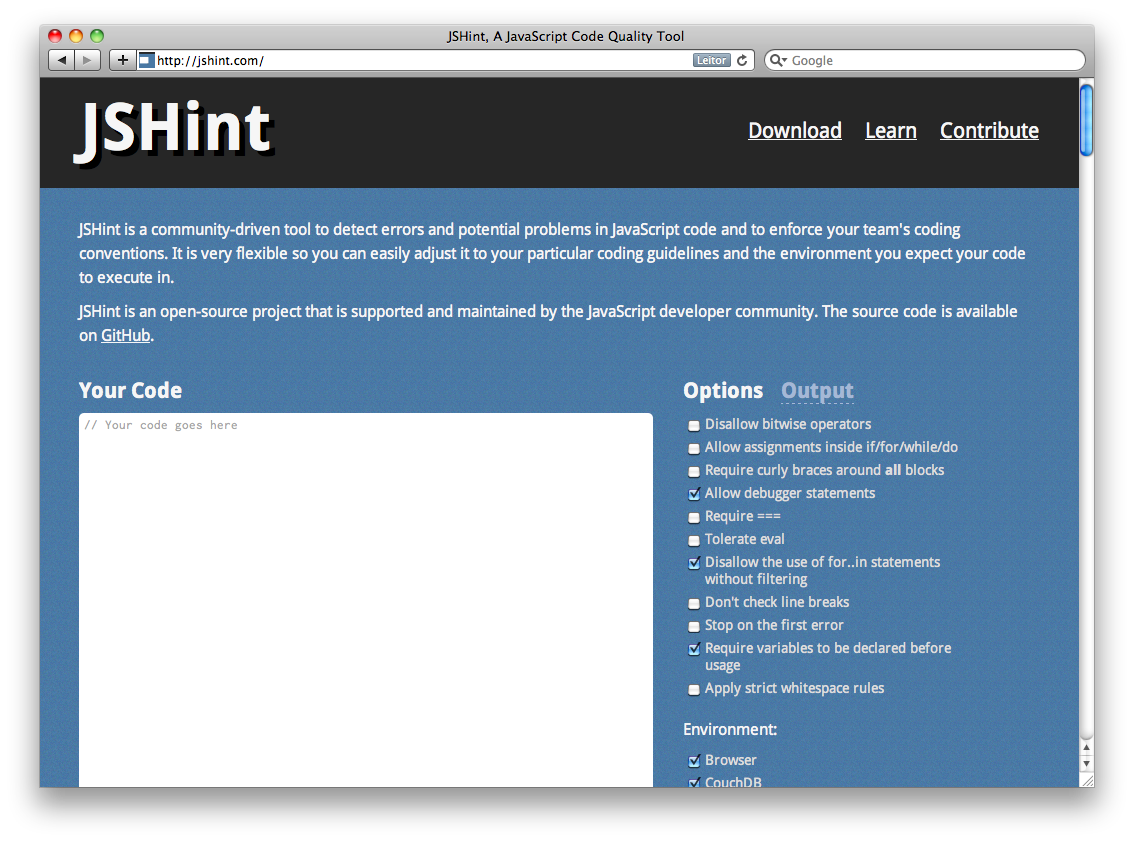 JSHint, A JavaScript Code Quality Tool
http://jshint.com/
Leitor
Google
JSHint
Download Learn Contribute
JSHint is a community-driven tool to detect errors and potential problems in JavaScript code and to enforce your team's coding
conventions. It is very flexible so you can easily adjust it to your particular coding guidelines and the environment you expect your code
to execute in.
JSHint is an open-source project that is supported and maintained by the JavaScript developer community. The source code is available
on GitHub.
Your Code
// Your code goes here
Options Output
Disallow bitwise operators
Allow assignments inside if/for/while/do
Require curly braces around all blocks
Allow debugger statements
Require ===
Tolerate eval
Disallow the use of for..in statements
without filtering
Don't check line breaks
Stop on the first error
Require variables to be declared before
usage
Apply strict whitespace rules
Environment:
Browser
CouchDB